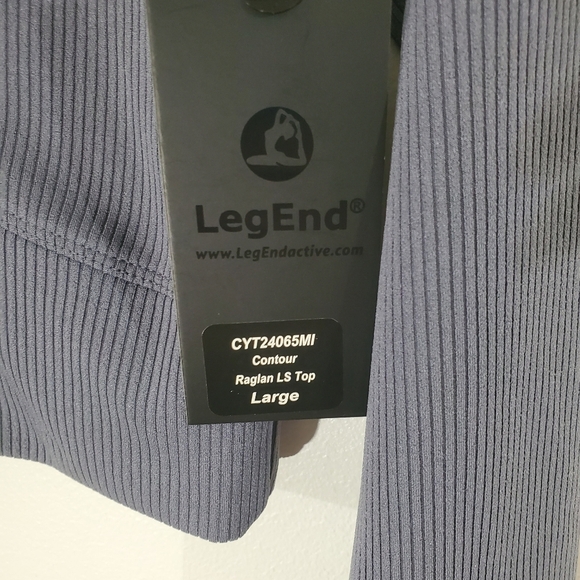 LegEnd®
www.LegEndactive.com
CYT24065MI
Contour
Raglan LS Top
Large